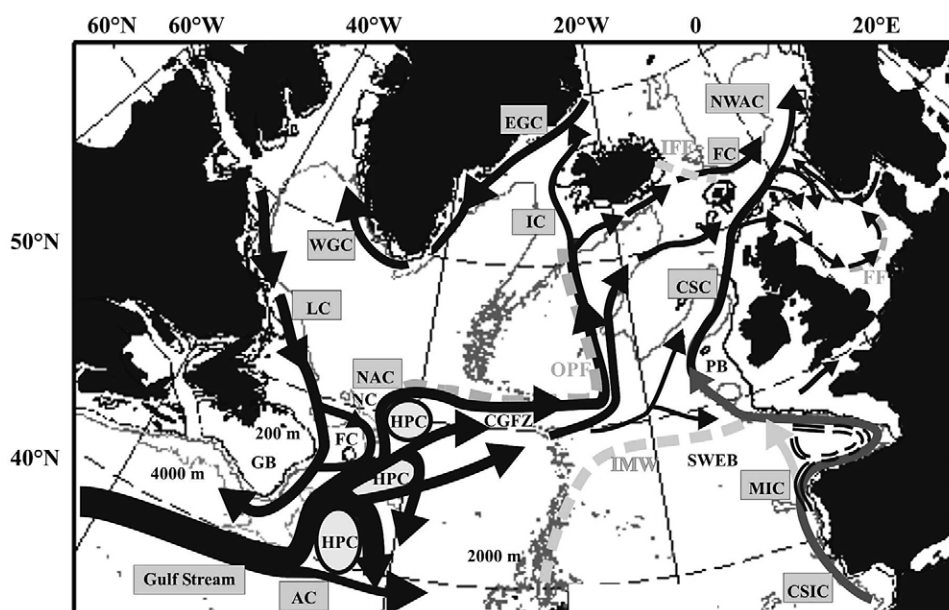 60°N 60°W 40°W 20°W 0 20°E
EGC
NWAC
IFF
FC
50°N
WGC
IC
LC
CSC
FF
NAC
NC
OPF
PB
HPC
CGFZ
200 m
FC
40°N
GB
4000 m
HPC
IMW
SWEB
MIC
HPC
2000 m
Gulf Stream
AC
CSIC